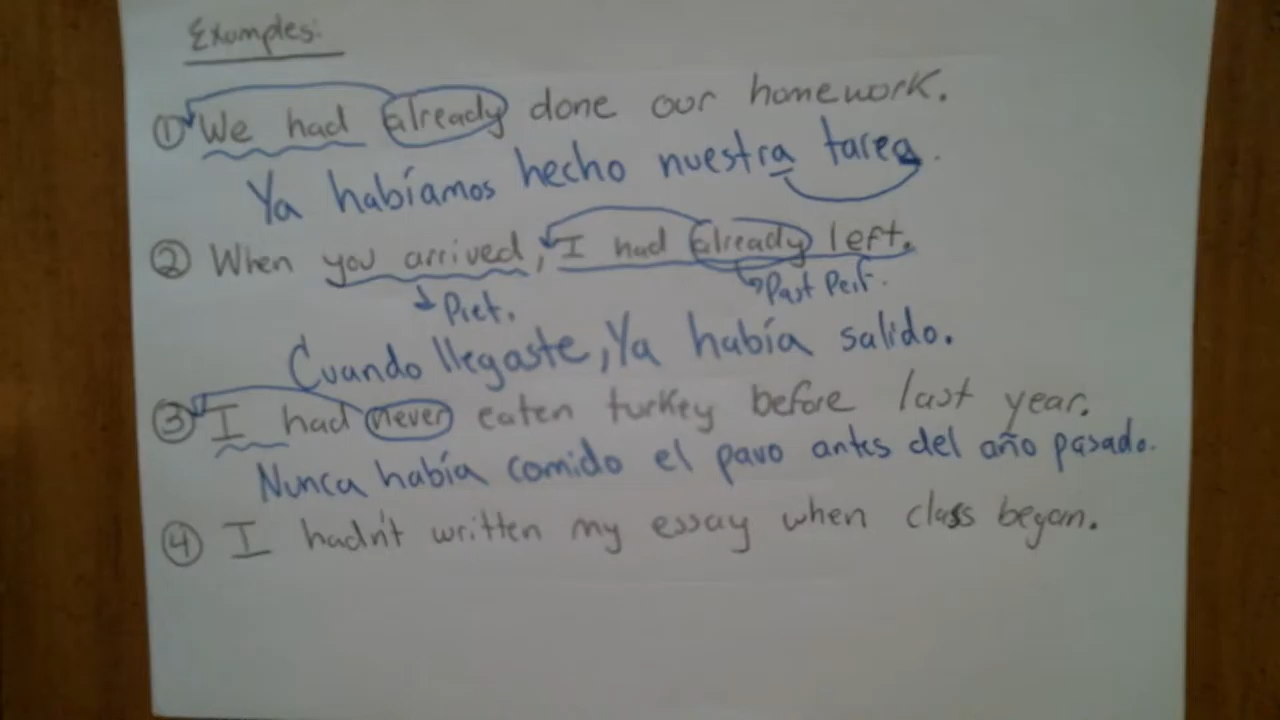 Examples:
① We had already done our homework.
Ya habíamos hecho nuestra tarea.
② When you arrived, I had already left.
Pret.
Past Perf.
Cuando llegaste, Ya había salido.
③ I had never eaten turkey before last year.
Nunca había comido el pavo antes del año pasado.
④ I hadn't written my essay when class began.